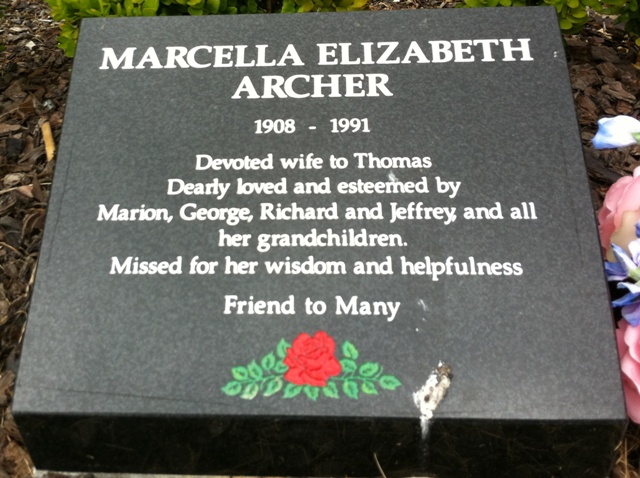 MARCELLA ELIZABETH
ARCHER
1908 - 1991
Devoted wife to Thomas
Dearly loved and esteemed by
Marion, George, Richard and Jeffrey, and all
her grandchildren.
Missed for her wisdom and helpfulness
Friend to Many